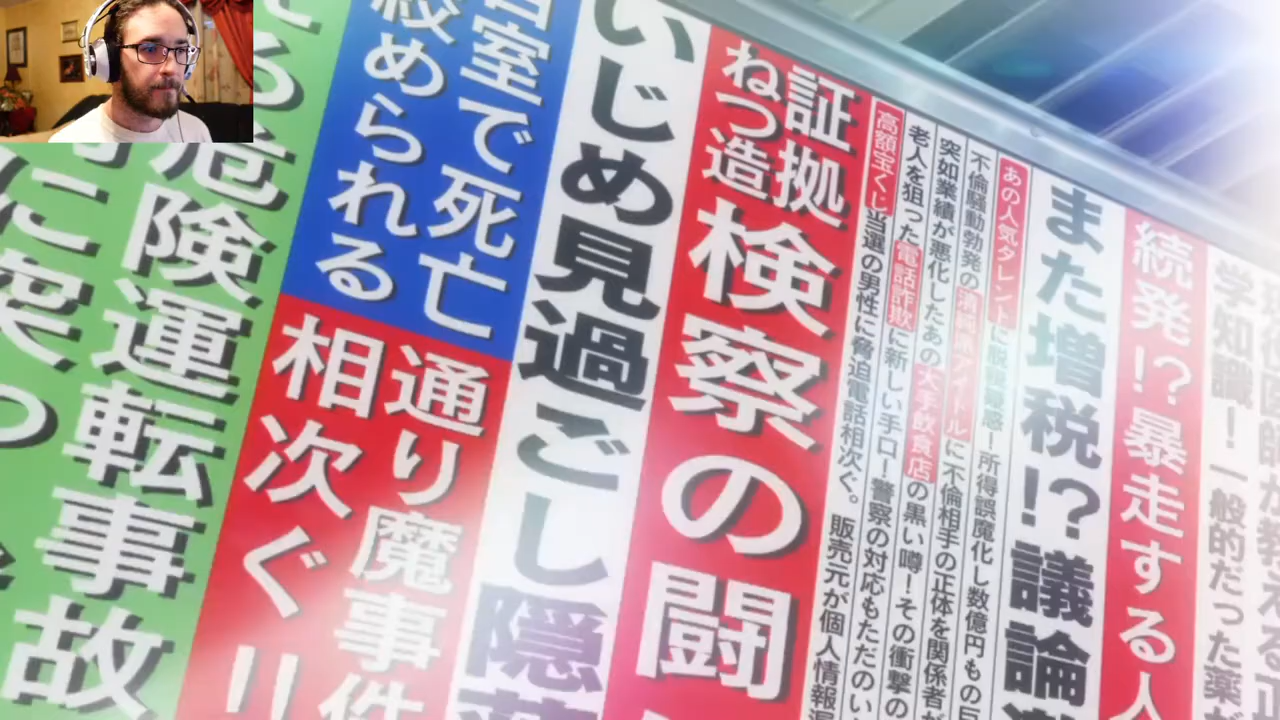 学知識！一般的だった薬
続発!?暴走する人
また増税!?議論
あの人気タレントに脱税疑惑！所得誤魔化し数億円もの巨
不倫騒動勃発の清純派アイドルに不倫相手の正体を関係者が
突如業績が悪化したあの大手飲食店の黒い噂！その衝撃の
老人を狙った電話詐欺に新しい手口！警察の対応もただのい
高額宝くじ当選の男性に脅迫電話相次ぐ。販売元が個人情報漏
証拠
ねつ造
検察の闇
いじめ見過ごし隠
室で死亡
絞められる
通り魔事件
相次ぐ!!
危険運転事故
に突っ